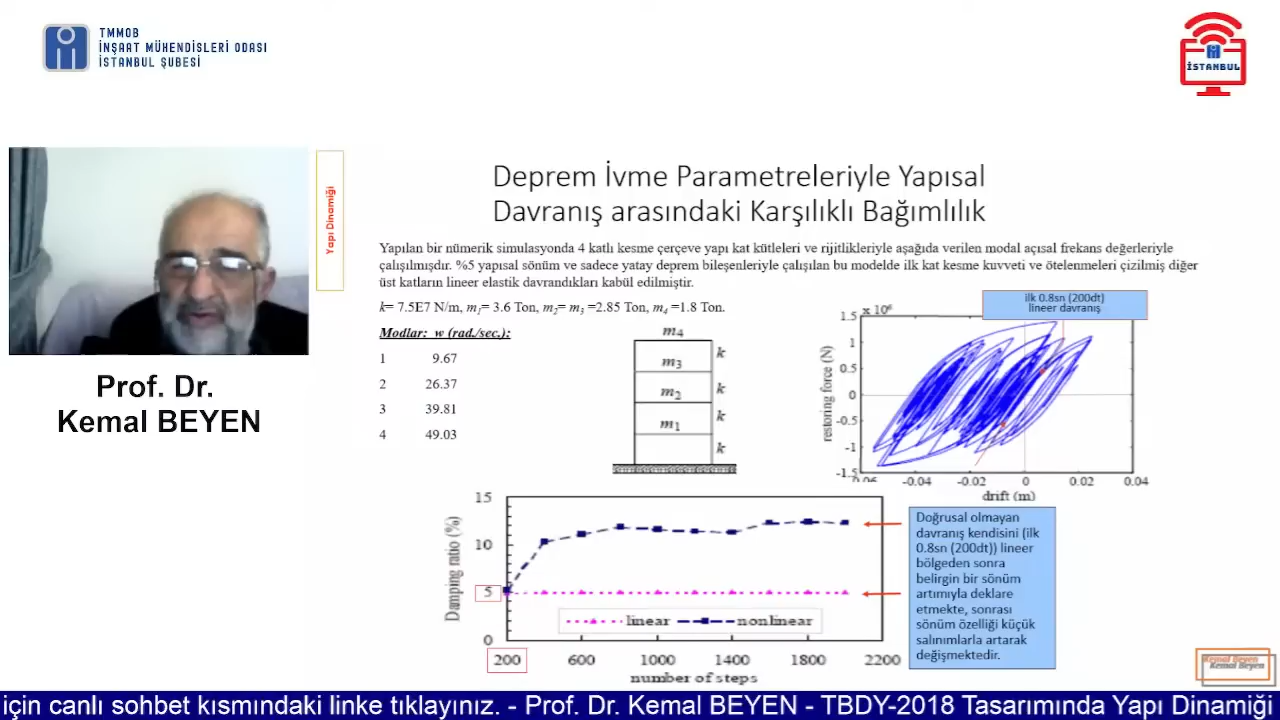 TMMOB
İNŞAAT MÜHENDİSLERİ ODASI
İSTANBUL ŞUBESİ
İSTANBUL
Prof. Dr.
Kemal BEYEN
Yapı Dinamiği
Deprem İvme Parametreleriyle Yapısal
Davranış arasındaki Karşılıklı Bağımlılık
Yapılan bir nümerik simulasyonda 4 katlı kesme çerçeve yapı kat kütleleri ve rijitlikleriyle aşağıda verilen modal açısal frekans değerleriyle
çalışılmışdır. %5 yapısal sönüm ve sadece yatay deprem bileşenleriyle çalışılan bu modelde ilk kat kesme kuvveti ve ötelenmeleri çizilmiş diğer
üst katların lineer elastik davrandıkları kabül edilmiştir.
k= 7.5E7 N/m, m1= 3.6 Ton, m2= m3 =2.85 Ton, m4 =1.8 Ton.
Modlar: w (rad./sec.):
1 9.67
2 26.37
3 39.81
4 49.03
m4
m3 k
m2 k
m1 k
k
ilk 0.8sn (200dt)
lineer davranış
x 10⁶
1.5
1
0.5
0
-0.5
-1
-1.5
restoring force (N)
-0.06 -0.04 -0.02 0 0.02 0.04
drift (m)
15
10
5
0
Damping ratio (%)
linear nonlinear
200 600 1000 1400 1800 2200
number of steps
Doğrusal olmayan
davranış kendisini (ilk
0.8sn (200dt)) lineer
bölgeden sonra
belirgin bir sönüm
artımıyla deklare
etmekte, sonrası
sönüm özelliği küçük
salınımlarla artarak
değişmektedir.
Kemal Beyen
Kemal Beyen
için canlı sohbet kısmındaki linke tıklayınız. - Prof. Dr. Kemal BEYEN - TBDY-2018 Tasarımında Yapı Dinamiği